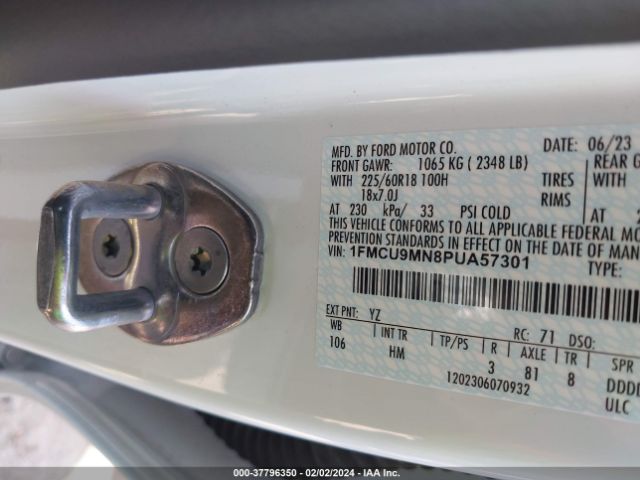 MFD. BY FORD MOTOR CO.
DATE: 06/23
FRONT GAWR: 1065 KG ( 2348 LB)
REAR G
WITH 225/60R18 100H TIRES WITH
18x7.0J RIMS
AT 230 kPa/ 33 PSI COLD AT
THIS VEHICLE CONFORMS TO ALL APPLICABLE FEDERAL MO
PREVENTION STANDARDS IN EFFECT ON THE DATE OF MAN
VIN: 1FMCU9MN8PUA57301
TYPE:
EXT PNT: YZ RC: 71 DSO:
WB INT TR TP/PS R AXLE TR SPR
106 HM 3 81 8 DDDD
1202306070932 ULC
000-37796350 - 02/02/2024 - IAA Inc.